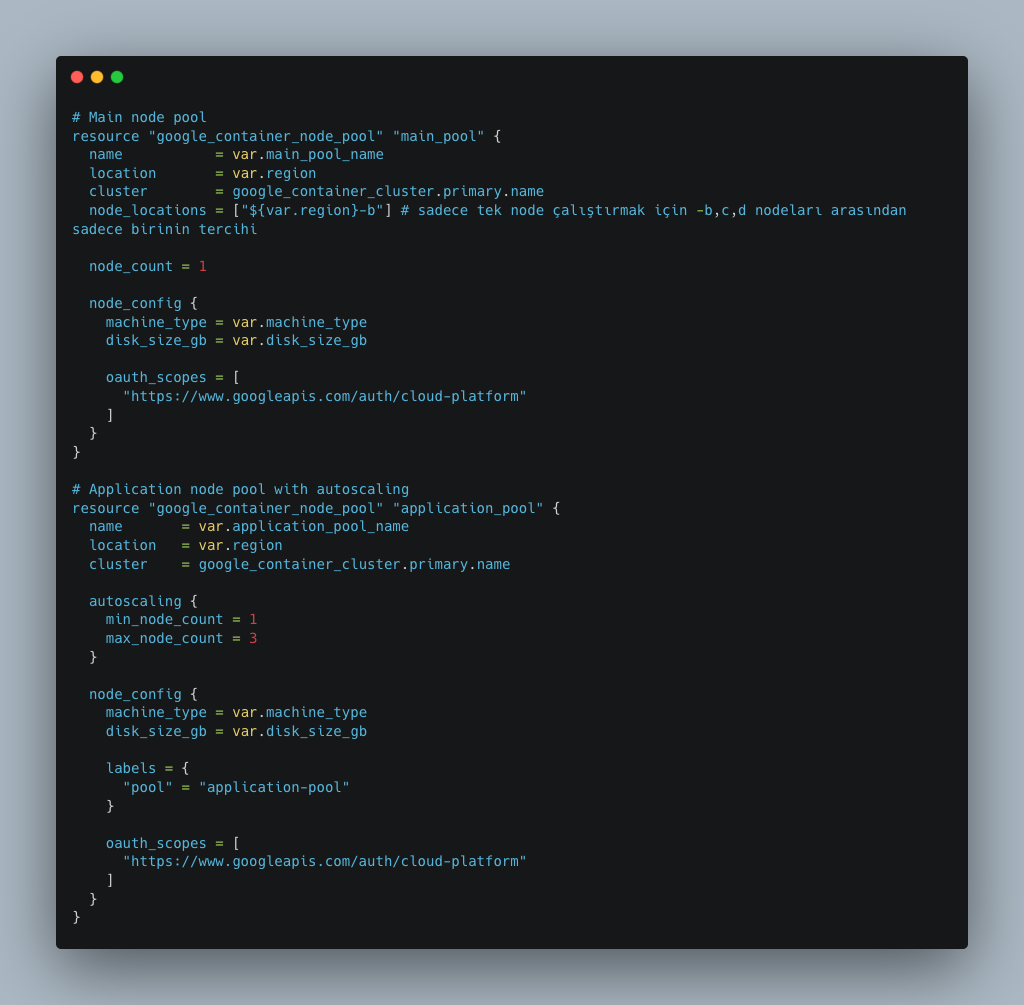 # Main node pool
resource "google_container_node_pool" "main_pool" {
  name           = var.main_pool_name
  location       = var.region
  cluster        = google_container_cluster.primary.name
  node_locations = ["${var.region}-b"] # sadece tek node çalıştırmak için -b,c,d nodeları arasından
sadece birinin tercihi

  node_count = 1

  node_config {
    machine_type = var.machine_type
    disk_size_gb = var.disk_size_gb

    oauth_scopes = [
      "https://www.googleapis.com/auth/cloud-platform"
    ]
  }
}

# Application node pool with autoscaling
resource "google_container_node_pool" "application_pool" {
  name       = var.application_pool_name
  location   = var.region
  cluster    = google_container_cluster.primary.name

  autoscaling {
    min_node_count = 1
    max_node_count = 3
  }

  node_config {
    machine_type = var.machine_type
    disk_size_gb = var.disk_size_gb

    labels = {
      "pool" = "application-pool"
    }

    oauth_scopes = [
      "https://www.googleapis.com/auth/cloud-platform"
    ]
  }
}